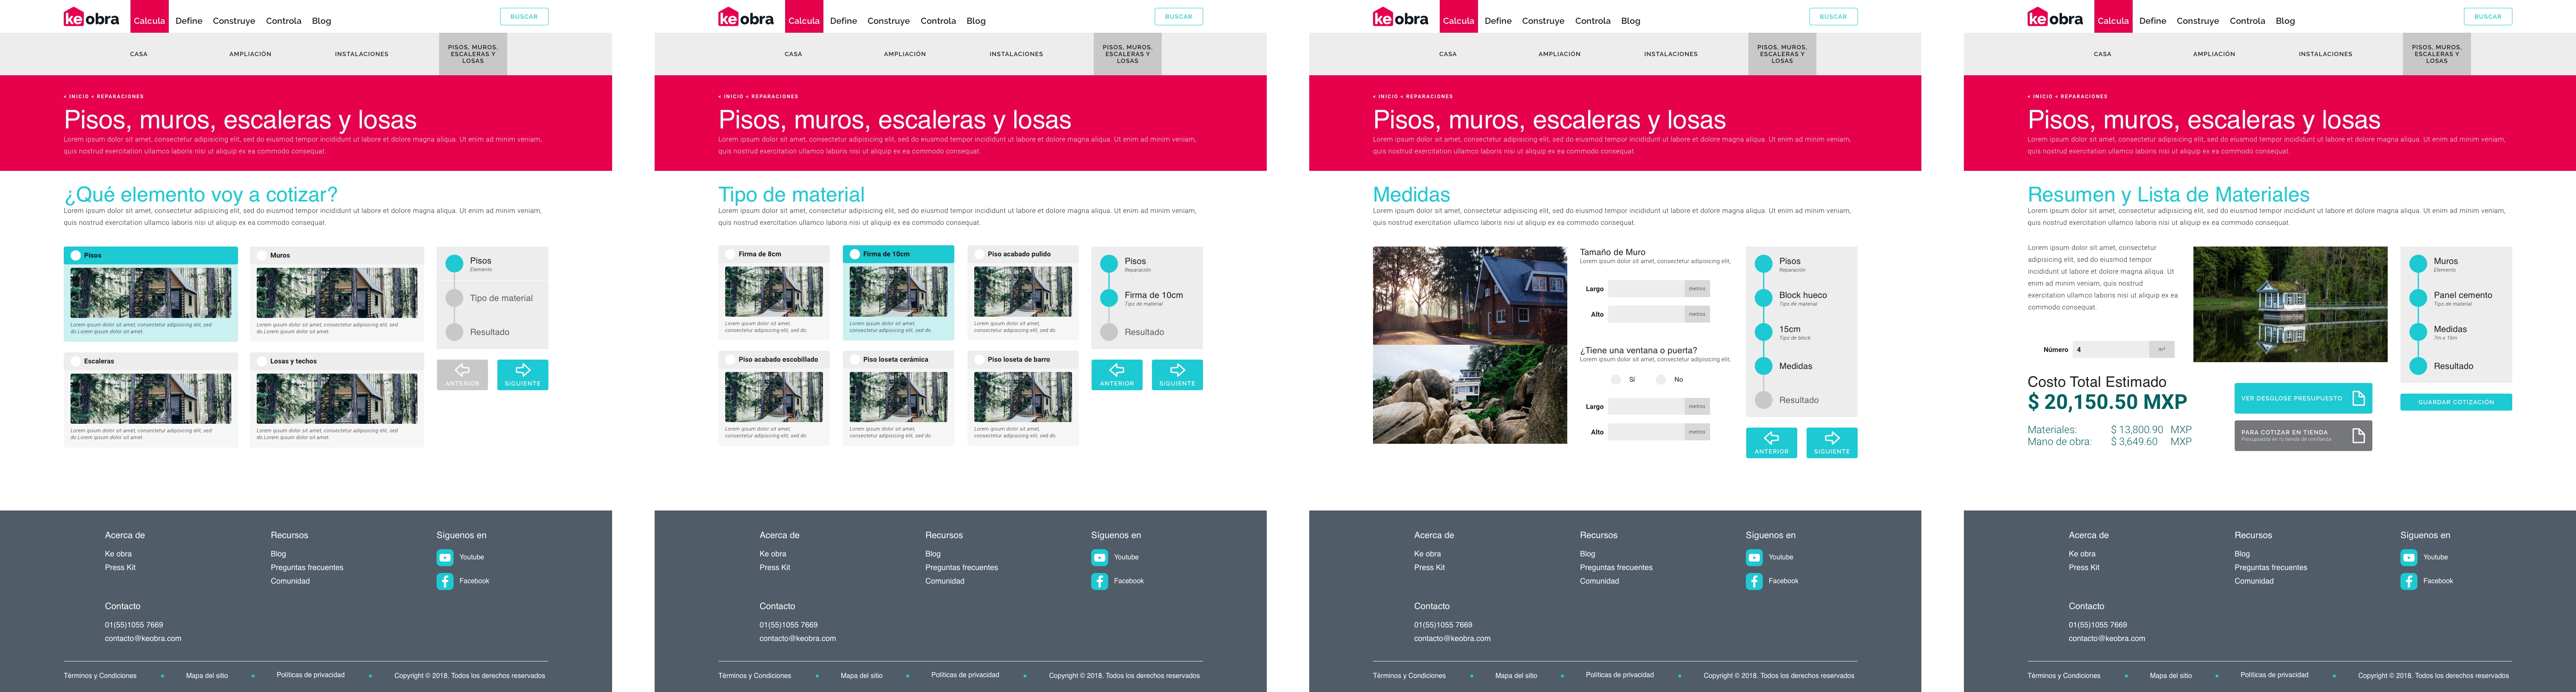 ke obra
Calcula
Define
Construye
Controla
Blog
BUSCAR
CASA
AMPLIACIÓN
INSTALACIONES
PISOS, MUROS,
ESCALERAS Y
LOSAS
< INICIO < REPARACIONES
Pisos, muros, escaleras y losas
Lorem ipsum dolor sit amet, consectetur adipisicing elit, sed do eiusmod tempor incididunt ut labore et dolore magna aliqua. Ut enim ad minim veniam,
quis nostrud exercitation ullamco laboris nisi ut aliquip ex ea commodo consequat.
¿Qué elemento voy a cotizar?
Lorem ipsum dolor sit amet, consectetur adipisicing elit, sed do eiusmod tempor incididunt ut labore et dolore magna aliqua. Ut enim ad minim veniam,
quis nostrud exercitation ullamco laboris nisi ut aliquip ex ea commodo consequat.
Pisos
Lorem ipsum dolor sit amet, consectetur adipisicing elit, sed
do.Lorem ipsum dolor sit amet.
Muros
Lorem ipsum dolor sit amet, consectetur adipisicing elit, sed
do.Lorem ipsum dolor sit amet.
Escaleras
Lorem ipsum dolor sit amet, consectetur adipisicing elit, sed
do.Lorem ipsum dolor sit amet.
Losas y techos
Lorem ipsum dolor sit amet, consectetur adipisicing elit, sed
do.Lorem ipsum dolor sit amet.
Pisos
Elemento
Tipo de material
Resultado
ANTERIOR
SIGUIENTE
Acerca de
Ke obra
Press Kit
Recursos
Blog
Preguntas frecuentes
Comunidad
Síguenos en
Youtube
Facebook
Contacto
01(55)1055 7669
contacto@keobra.com
Términos y Condiciones
Mapa del sitio
Políticas de privacidad
Copyright © 2018. Todos los derechos reservados
ke obra
Calcula
Define
Construye
Controla
Blog
BUSCAR
CASA
AMPLIACIÓN
INSTALACIONES
PISOS, MUROS,
ESCALERAS Y
LOSAS
< INICIO < REPARACIONES
Pisos, muros, escaleras y losas
Lorem ipsum dolor sit amet, consectetur adipisicing elit, sed do eiusmod tempor incididunt ut labore et dolore magna aliqua. Ut enim ad minim veniam,
quis nostrud exercitation ullamco laboris nisi ut aliquip ex ea commodo consequat.
Tipo de material
Lorem ipsum dolor sit amet, consectetur adipisicing elit, sed do eiusmod tempor incididunt ut labore et dolore magna aliqua. Ut enim ad minim veniam,
quis nostrud exercitation ullamco laboris nisi ut aliquip ex ea commodo consequat.
Firma de 8cm
Lorem ipsum dolor sit amet,
consectetur adipisicing elit, sed do.
Firma de 10cm
Lorem ipsum dolor sit amet,
consectetur adipisicing elit, sed do.
Piso acabado pulido
Lorem ipsum dolor sit amet,
consectetur adipisicing elit, sed do.
Piso acabado escobillado
Lorem ipsum dolor sit amet,
consectetur adipisicing elit, sed do.
Piso loseta cerámica
Lorem ipsum dolor sit amet,
consectetur adipisicing elit, sed do.
Piso loseta de barro
Lorem ipsum dolor sit amet,
consectetur adipisicing elit, sed do.
Pisos
Reparación
Firma de 10cm
Tipo de material
Resultado
ANTERIOR
SIGUIENTE
Acerca de
Ke obra
Press Kit
Recursos
Blog
Preguntas frecuentes
Comunidad
Síguenos en
Youtube
Facebook
Contacto
01(55)1055 7669
contacto@keobra.com
Términos y Condiciones
Mapa del sitio
Políticas de privacidad
Copyright © 2018. Todos los derechos reservados
ke obra
Calcula
Define
Construye
Controla
Blog
BUSCAR
CASA
AMPLIACIÓN
INSTALACIONES
PISOS, MUROS,
ESCALERAS Y
LOSAS
< INICIO < REPARACIONES
Pisos, muros, escaleras y losas
Lorem ipsum dolor sit amet, consectetur adipisicing elit, sed do eiusmod tempor incididunt ut labore et dolore magna aliqua. Ut enim ad minim veniam,
quis nostrud exercitation ullamco laboris nisi ut aliquip ex ea commodo consequat.
Medidas
Lorem ipsum dolor sit amet, consectetur adipisicing elit, sed do eiusmod tempor incididunt ut labore et dolore magna aliqua. Ut enim ad minim veniam,
quis nostrud exercitation ullamco laboris nisi ut aliquip ex ea commodo consequat.
Tamaño de Muro
Lorem ipsum dolor sit amet, consectetur adipisicing elit,
Largo
metros
Alto
metros
¿Tiene una ventana o puerta?
Lorem ipsum dolor sit amet, consectetur adipisicing elit,
Sí
No
Largo
metros
Alto
metros
Pisos
Reparación
Block hueco
Tipo de material
15cm
Tipo de block
Medidas
Resultado
ANTERIOR
SIGUIENTE
Acerca de
Ke obra
Press Kit
Recursos
Blog
Preguntas frecuentes
Comunidad
Síguenos en
Youtube
Facebook
Contacto
01(55)1055 7669
contacto@keobra.com
Términos y Condiciones
Mapa del sitio
Políticas de privacidad
Copyright © 2018. Todos los derechos reservados
ke obra
Calcula
Define
Construye
Controla
Blog
BUSCAR
CASA
AMPLIACIÓN
INSTALACIONES
PISOS, MUROS,
ESCALERAS Y
LOSAS
< INICIO < REPARACIONES
Pisos, muros, escaleras y losas
Lorem ipsum dolor sit amet, consectetur adipisicing elit, sed do eiusmod tempor incididunt ut labore et dolore magna aliqua. Ut enim ad minim veniam,
quis nostrud exercitation ullamco laboris nisi ut aliquip ex ea commodo consequat.
Resumen y Lista de Materiales
Lorem ipsum dolor sit amet, consectetur adipisicing elit, sed do eiusmod tempor incididunt ut labore et dolore magna aliqua. Ut enim ad minim veniam,
quis nostrud exercitation ullamco laboris nisi ut aliquip ex ea commodo consequat.
Lorem ipsum dolor sit amet, consectetur
adipisicing elit, sed do eiusmod tempor
incididunt ut labore et dolore magna aliqua. Ut
enim ad minim veniam, quis nostrud
exercitation ullamco laboris nisi ut aliquip ex ea
commodo consequat.
Número
4
m²
Costo Total Estimado
$ 20,150.50 MXP
Materiales: $ 13,800.90 MXP
Mano de obra: $ 3,649.60 MXP
VER DESGLOSE PRESUPUESTO
PARA COTIZAR EN TIENDA
Presupuesta en tu tienda de confianza
Muros
Elemento
Panel cemento
Tipo de material
Medidas
7m x 10m
Resultado
GUARDAR COTIZACIÓN
Acerca de
Ke obra
Press Kit
Recursos
Blog
Preguntas frecuentes
Comunidad
Síguenos en
Youtube
Facebook
Contacto
01(55)1055 7669
contacto@keobra.com
Términos y Condiciones
Mapa del sitio
Políticas de privacidad
Copyright © 2018. Todos los derechos reservados